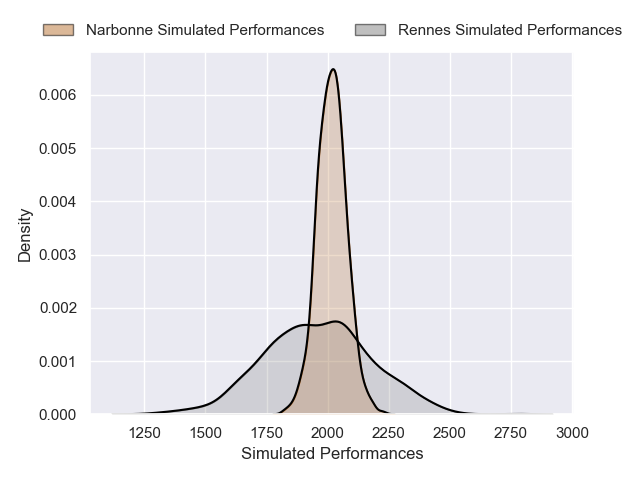 Narbonne Simulated Performances
Rennes Simulated Performances
Density
0.006
0.005
0.004
0.003
0.002
0.001
0.000
1250 1500 1750 2000 2250 2500 2750 3000
Simulated Performances